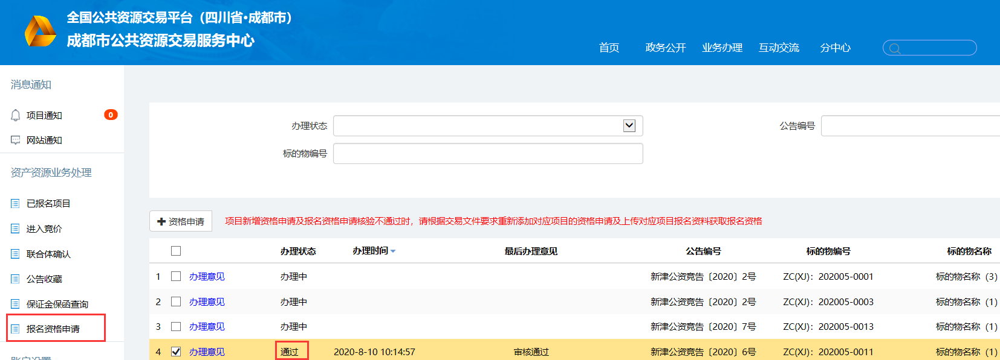 全国公共资源交易平台（四川省•成都市）
成都市公共资源交易服务中心
首页 政务公开 业务办理 互动交流 分中心
消息通知
项目通知 0
网站通知
资产资源业务处理
已报名项目
进入竞价
联合体确认
公告收藏
保证金保函查询
报名资格申请
账户设置
办理状态 公告编号
标的物编号
资格申请 项目新增资格申请及报名资格申请核验不通过时，请根据交易文件要求重新添加对应项目的资格申请及上传对应项目报名资料获取报名资格
办理状态 办理时间 最后办理意见 公告编号 标的物编号 标的物名称
1 办理意见 办理中 新津公资竞告〔2020〕2号 ZC(XJ)：202005-0001 标的物名称（3）
2 办理意见 办理中 新津公资竞告〔2020〕2号 ZC(XJ)：202005-0003 标的物名称（1）
3 办理意见 办理中 新津公资竞告〔2020〕7号 ZC(XJ)：202005-0013 标的物名称（1）
4 办理意见 通过 2020-8-10 10:14:57 审核通过 新津公资竞告〔2020〕6号 ZC(XJ)：202005-0011 标的物名称（1）